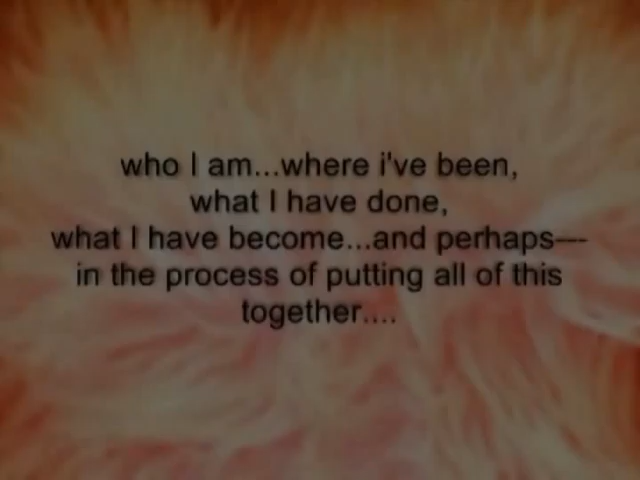 who I am...where i've been,
what I have done,
what I have become...and perhaps---
in the process of putting all of this
together....